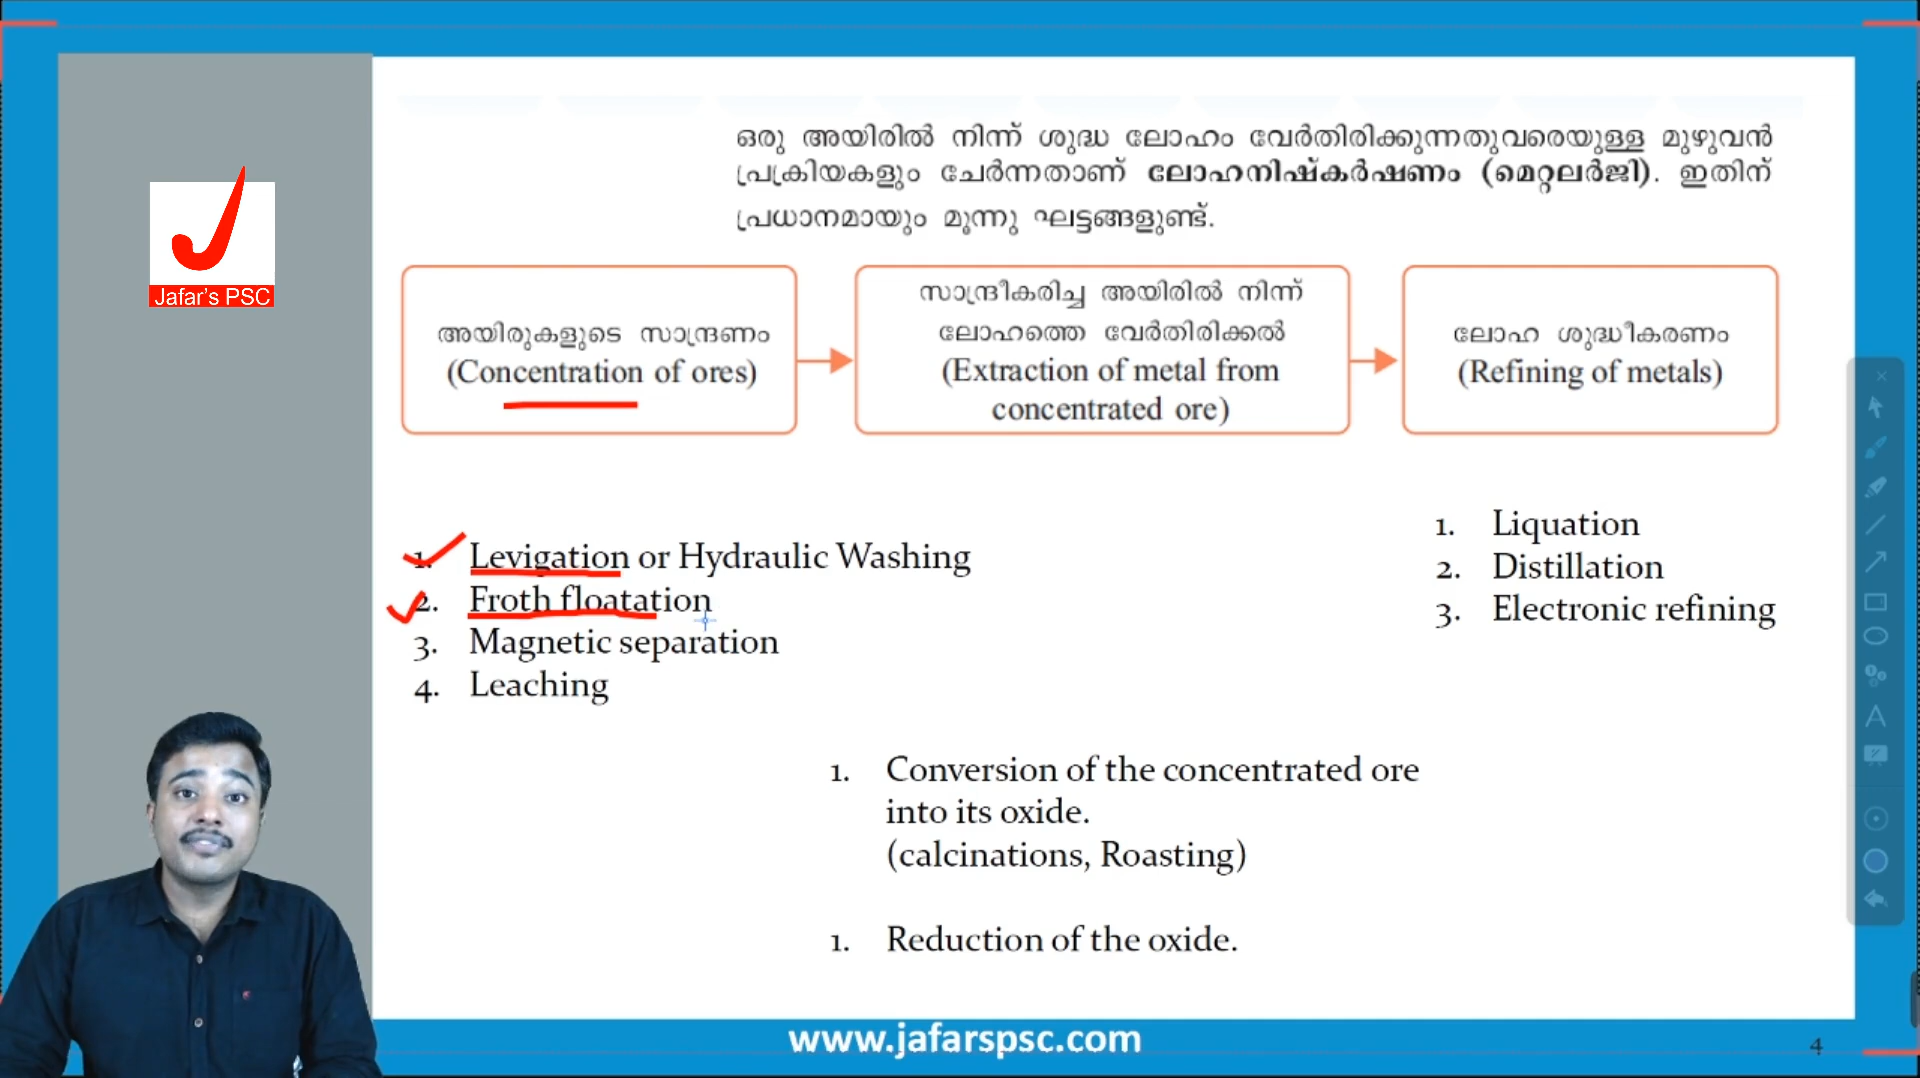 ഒരു അയിരിൽ നിന്ന് ശുദ്ധ ലോഹം വേർതിരിക്കുന്നതുവരെയുള്ള മുഴുവൻ
പ്രക്രിയകളും ചേർന്നതാണ് ലോഹനിഷ്കർഷണം (മെറ്റലർജി). ഇതിന്
പ്രധാനമായും മൂന്നു ഘട്ടങ്ങളുണ്ട്.
Jafar's PSC
അയിരുകളുടെ സാന്ദ്രണം
(Concentration of ores)
സാന്ദ്രീകരിച്ച അയിരിൽ നിന്ന്
ലോഹത്തെ വേർതിരിക്കൽ
(Extraction of metal from
concentrated ore)
ലോഹ ശുദ്ധീകരണം
(Refining of metals)
1. Levigation or Hydraulic Washing
2. Froth floatation
3. Magnetic separation
4. Leaching
1. Liquation
2. Distillation
3. Electronic refining
1. Conversion of the concentrated ore
into its oxide.
(calcinations, Roasting)
1. Reduction of the oxide.
www.jafarspsc.com
4